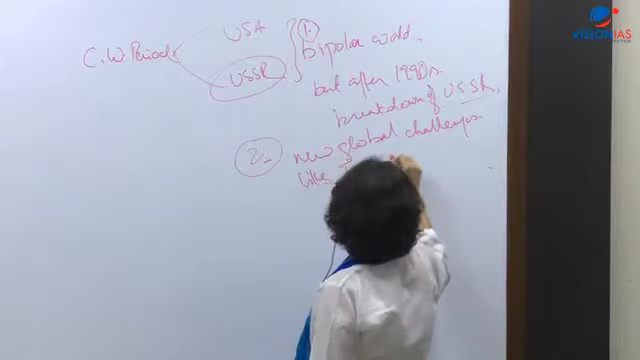 C.W. Period
USA
USSR
1.
bipolar world,
but after 1990s
breakdown of USSR,
2.
new global challenges
like
VISIONIAS